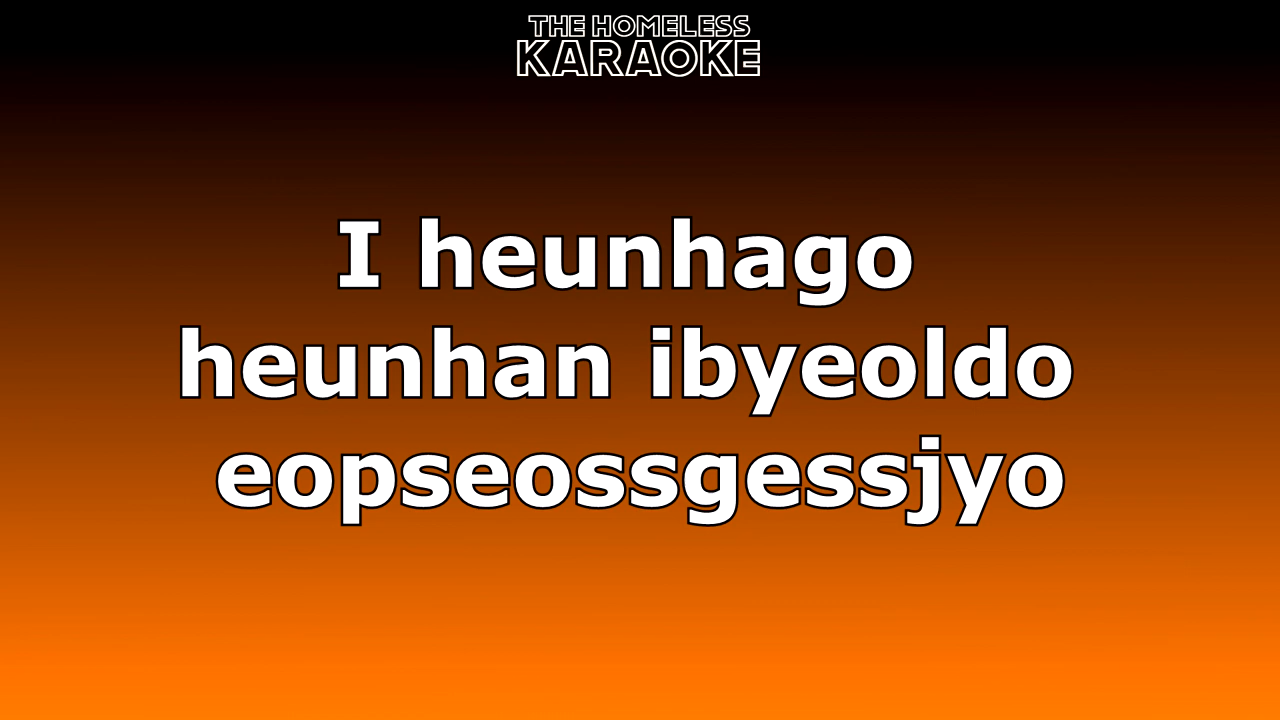 THE HOMELESS
KARAOKE
I heunhago
heunhan ibyeoldo
eopseossgessjyo